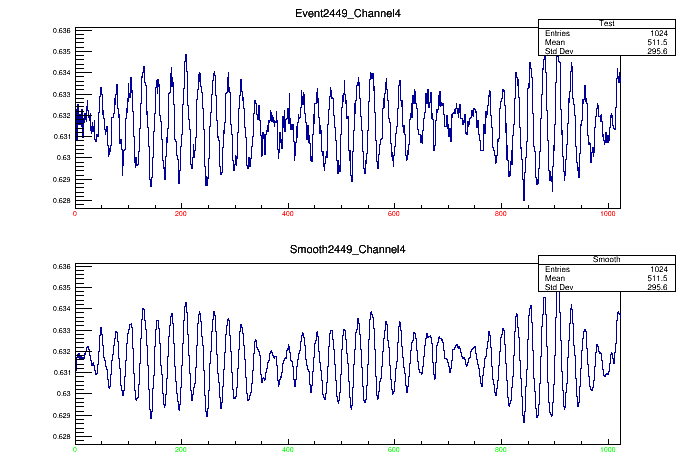 Event2449_Channel4
Test
Entries 1024
Mean 511.5
Std Dev 295.6
0.636
0.635
0.634
0.633
0.632
0.631
0.63
0.629
0.628
0 200 400 600 800 1000
Smooth2449_Channel4
Smooth
Entries 1024
Mean 511.5
Std Dev 295.6
0.636
0.635
0.634
0.633
0.632
0.631
0.63
0.629
0.628
0 200 400 600 800 1000